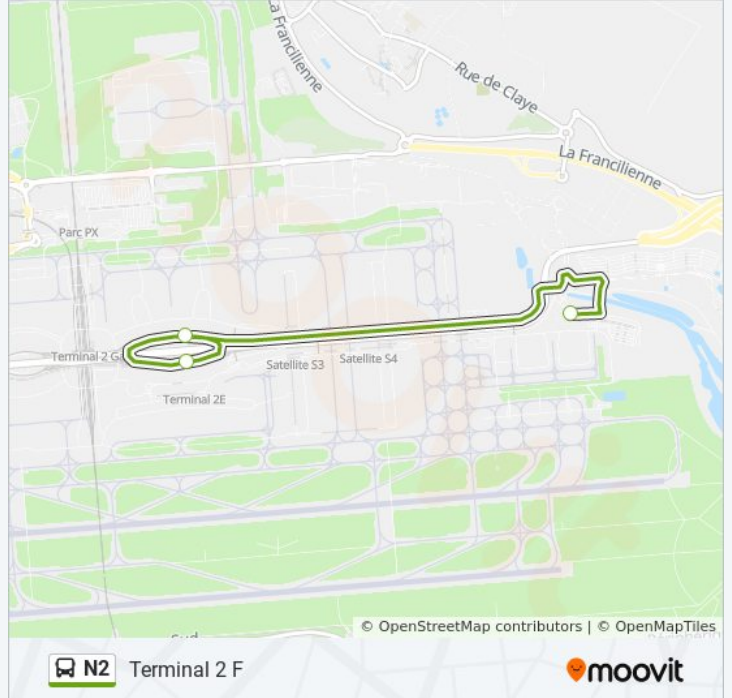 La Francilienne
Rue de Claye
La Francilienne
Parc PX
Terminal 2 G
Satellite S3
Satellite S4
Terminal 2E
© OpenStreetMap contributors | © OpenMapTiles
N2 Terminal 2 F
moovit